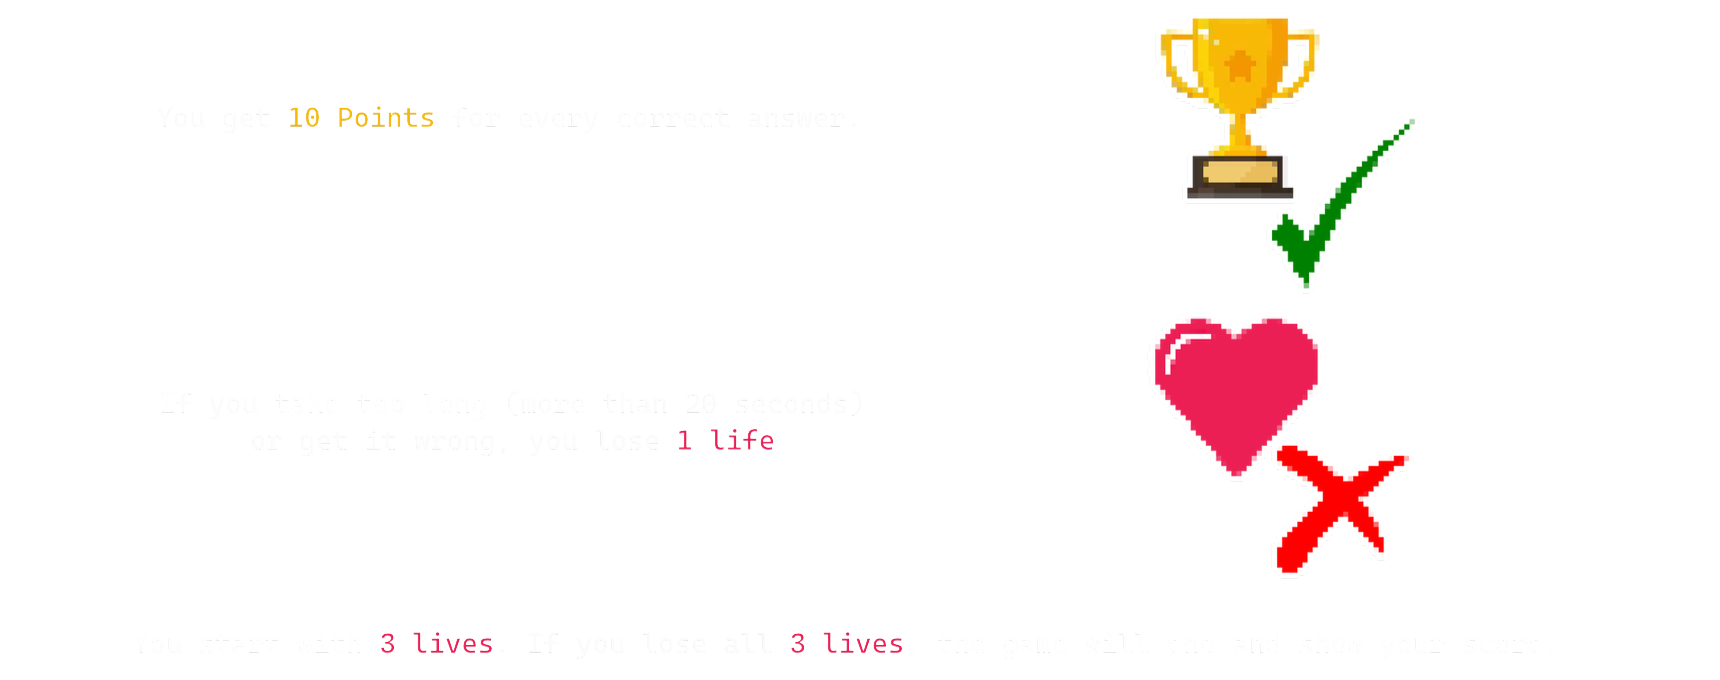 You get 10 Points for every correct answer.
If you take too long (more than 20 seconds)
or get it wrong, you lose 1 life
You start with 3 lives. If you lose all 3 lives, the game will end and show your score